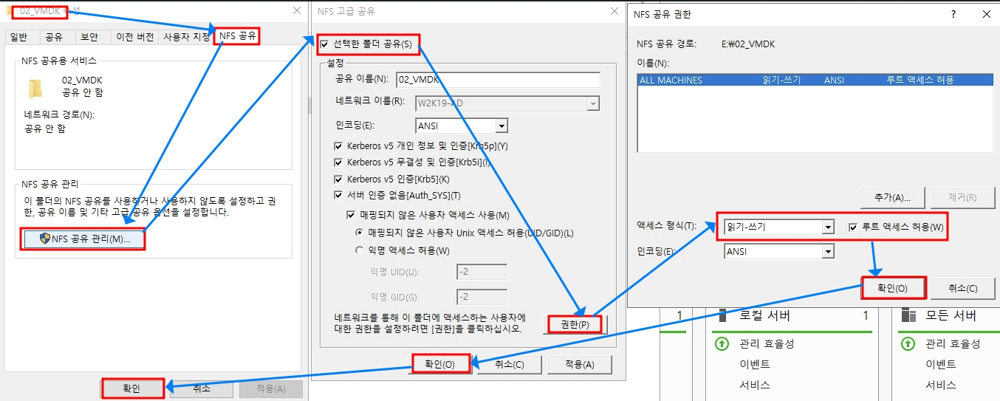 02_VMDK 속성
일반
공유
보안
이전 버전
사용자 지정
NFS 공유
NFS 공유용 서비스
02_VMDK
공유 안 함
네트워크 경로(N):
공유 안 함
NFS 공유 관리
이 폴더의 NFS 공유를 사용하거나 사용하지 않도록 설정하고 권
한, 공유 이름 및 기타 고급 공유 옵션을 설정합니다.
NFS 공유 관리(M)...
확인
취소
적용(A)
NFS 고급 공유
선택한 폴더 공유(S)
설정
공유 이름(N):
02_VMDK
네트워크 이름(R):
W2K19-AD
인코딩(E):
ANSI
Kerberos v5 개인 정보 및 인증[Krb5p](Y)
Kerberos v5 무결성 및 인증[Krb5i](I)
Kerberos v5 인증[Krb5](K)
서버 인증 없음[Auth_SYS](T)
매핑되지 않은 사용자 액세스 사용(M)
매핑되지 않은 사용자 Unix 액세스 허용(UID/GID)(L)
익명 액세스 허용(W)
익명 UID(U):
-2
익명 GID(G):
-2
네트워크를 통해 이 폴더에 액세스하는 사용자에
대한 권한을 설정하려면 [권한]을 클릭하십시오.
권한(P)
확인(O)
취소(C)
적용(A)
NFS 공유 권한
?
NFS 공유 경로:
E:₩02_VMDK
이름(N):
ALL MACHINES 읽기-쓰기 ANSI 루트 액세스 허용
추가(A)...
제거(R)
액세스 형식(T):
읽기-쓰기
루트 액세스 허용(W)
인코딩(E):
ANSI
확인(O)
취소(C)
1
로컬 서버
1
관리 효율성
이벤트
서비스
모든 서버
관리 효율성
이벤트
서비스